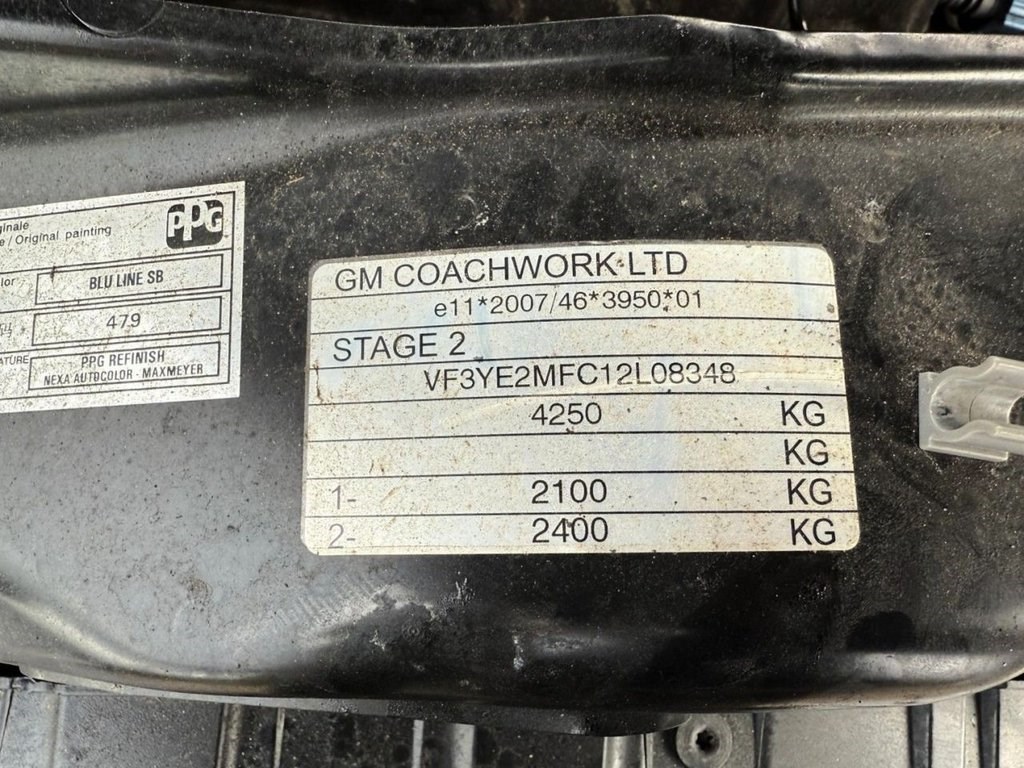 ginale
e / Original painting
PPG
lor
BLU LINE SB
479
ATURE
PPG REFINISH
NEXA AUTOCOLOR - MAXMEYER
GM COACHWORK LTD
e11*2007/46*3950*01
STAGE 2
VF3YE2MFC12L08348
4250 KG
KG
1- 2100 KG
2- 2400 KG